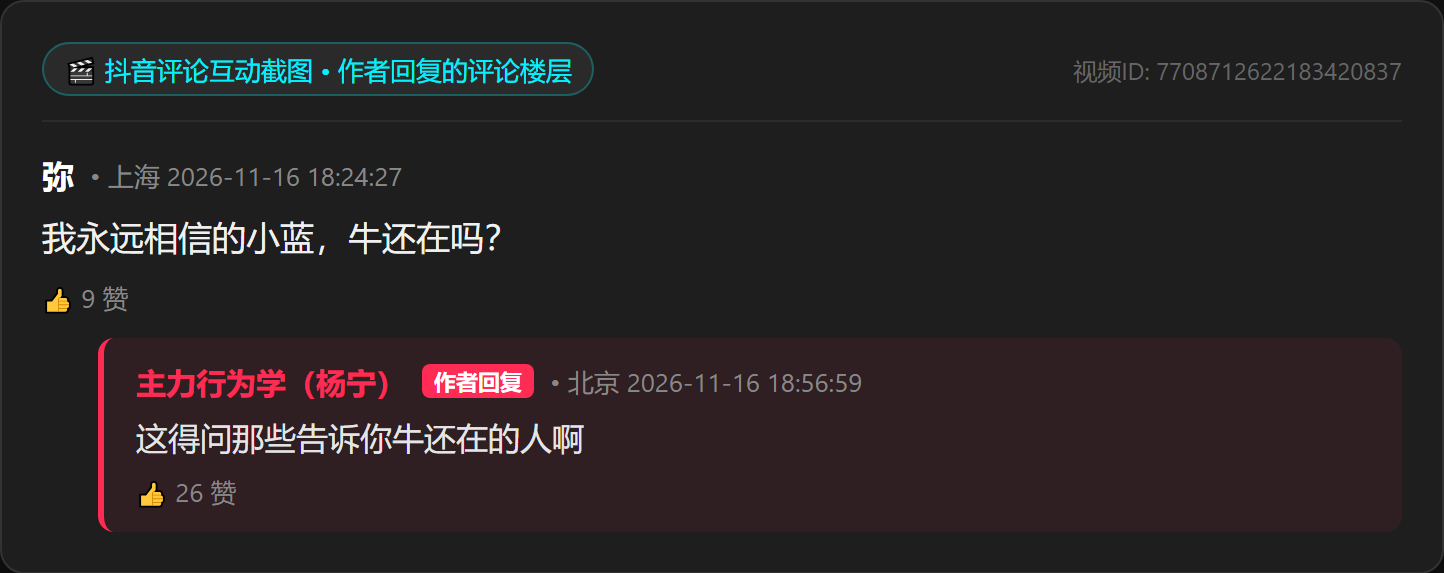 🎬 抖音评论互动截图 • 作者回复的评论楼层
视频ID: 7708712622183420837
弥 • 上海 2026-11-16 18:24:27
我永远相信的小蓝，牛还在吗？
👍 9 赞
主力行为学（杨宁） 作者回复 • 北京 2026-11-16 18:56:59
这得问那些告诉你牛还在的人啊
👍 26 赞